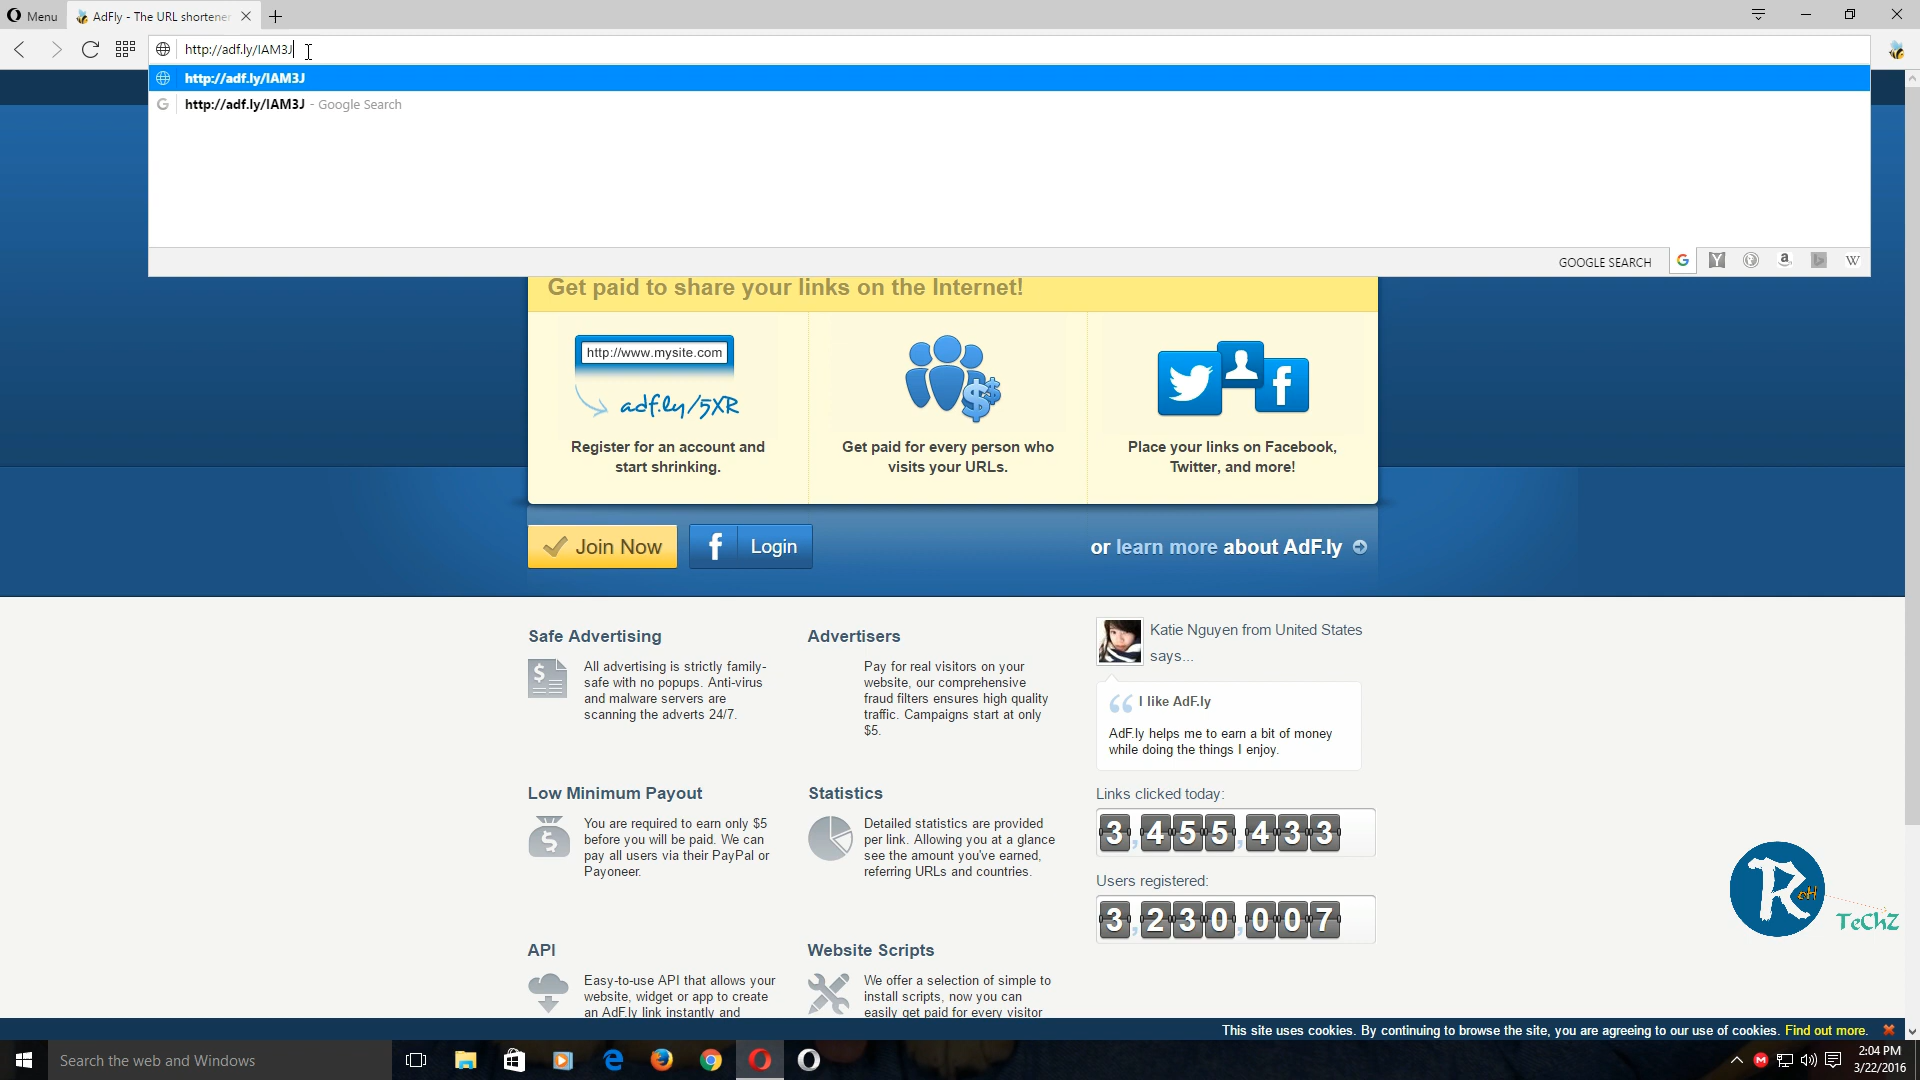 Menu
AdFly - The URL shortener
http://adf.ly/IAM3J
http://adf.ly/IAM3J
http://adf.ly/IAM3J - Google Search
GOOGLE SEARCH
Get paid to share your links on the Internet!
http://www.mysite.com
adf.ly/5XR
Register for an account and
start shrinking.
Get paid for every person who
visits your URLs.
Place your links on Facebook,
Twitter, and more!
Join Now
Login
or learn more about AdF.ly
Safe Advertising
All advertising is strictly family-
safe with no popups. Anti-virus
and malware servers are
scanning the adverts 24/7.
Advertisers
Pay for real visitors on your
website, our comprehensive
fraud filters ensures high quality
traffic. Campaigns start at only
$5.
Katie Nguyen from United States
says...
I like AdF.ly
AdF.ly helps me to earn a bit of money
while doing the things I enjoy.
Low Minimum Payout
You are required to earn only $5
before you will be paid. We can
pay all users via their PayPal or
Payoneer.
Statistics
Detailed statistics are provided
per link. Allowing you at a glance
see the amount you've earned,
referring URLs and countries.
Links clicked today:
3,455,433
Users registered:
3,230,007
API
Easy-to-use API that allows your
website, widget or app to create
an AdF.ly link instantly and
Website Scripts
We offer a selection of simple to
install scripts, now you can
easily get paid for every visitor
RoH
TeChZ
This site uses cookies. By continuing to browse the site, you are agreeing to our use of cookies. Find out more.
Search the web and Windows
2:04 PM
3/22/2016